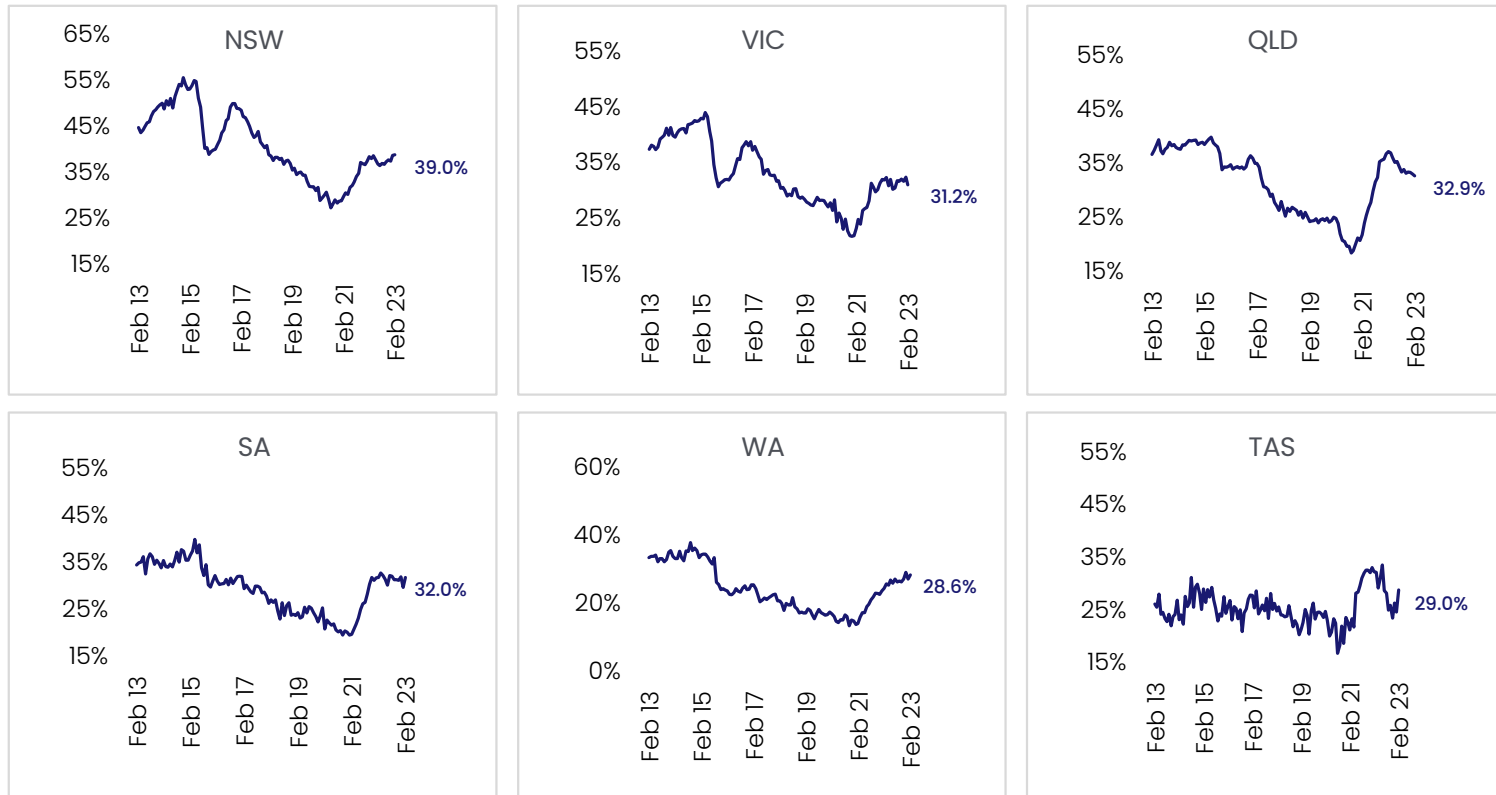 NSW
65%
55%
45%
35%
25%
15%
39.0%
Feb 13
Feb 15
Feb 17
Feb 19
Feb 21
Feb 23
VIC
55%
45%
35%
25%
15%
31.2%
Feb 13
Feb 15
Feb 17
Feb 19
Feb 21
Feb 23
QLD
55%
45%
35%
25%
15%
32.9%
Feb 13
Feb 15
Feb 17
Feb 19
Feb 21
Feb 23
SA
55%
45%
35%
25%
15%
32.0%
Feb 13
Feb 15
Feb 17
Feb 19
Feb 21
Feb 23
WA
60%
40%
20%
0%
28.6%
Feb 13
Feb 15
Feb 17
Feb 19
Feb 21
Feb 23
TAS
55%
45%
35%
25%
15%
29.0%
Feb 13
Feb 15
Feb 17
Feb 19
Feb 21
Feb 23